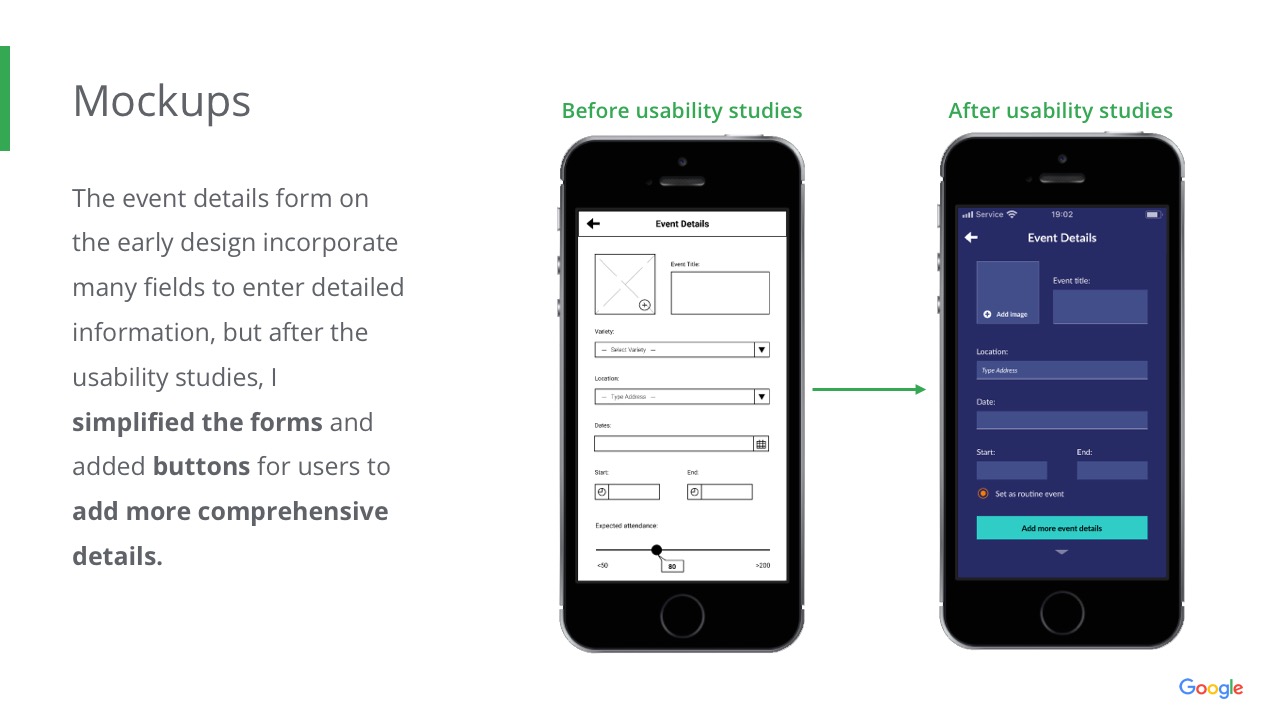 Mockups
The event details form on
the early design incorporate
many fields to enter detailed
information, but after the
usability studies, I
simplified the forms and
added buttons for users to
add more comprehensive
details.
Before usability studies
Event Details
Event Title:
Variety:
— Select Variety —
Location:
— Type Address —
Dates:
Start:
End:
Expected attendance:
<50
80
>200
After usability studies
Service
19:02
Event Details
Event title:
Add image
Location:
Type Address
Date:
Start:
End:
Set as routine event
Add more event details
Google